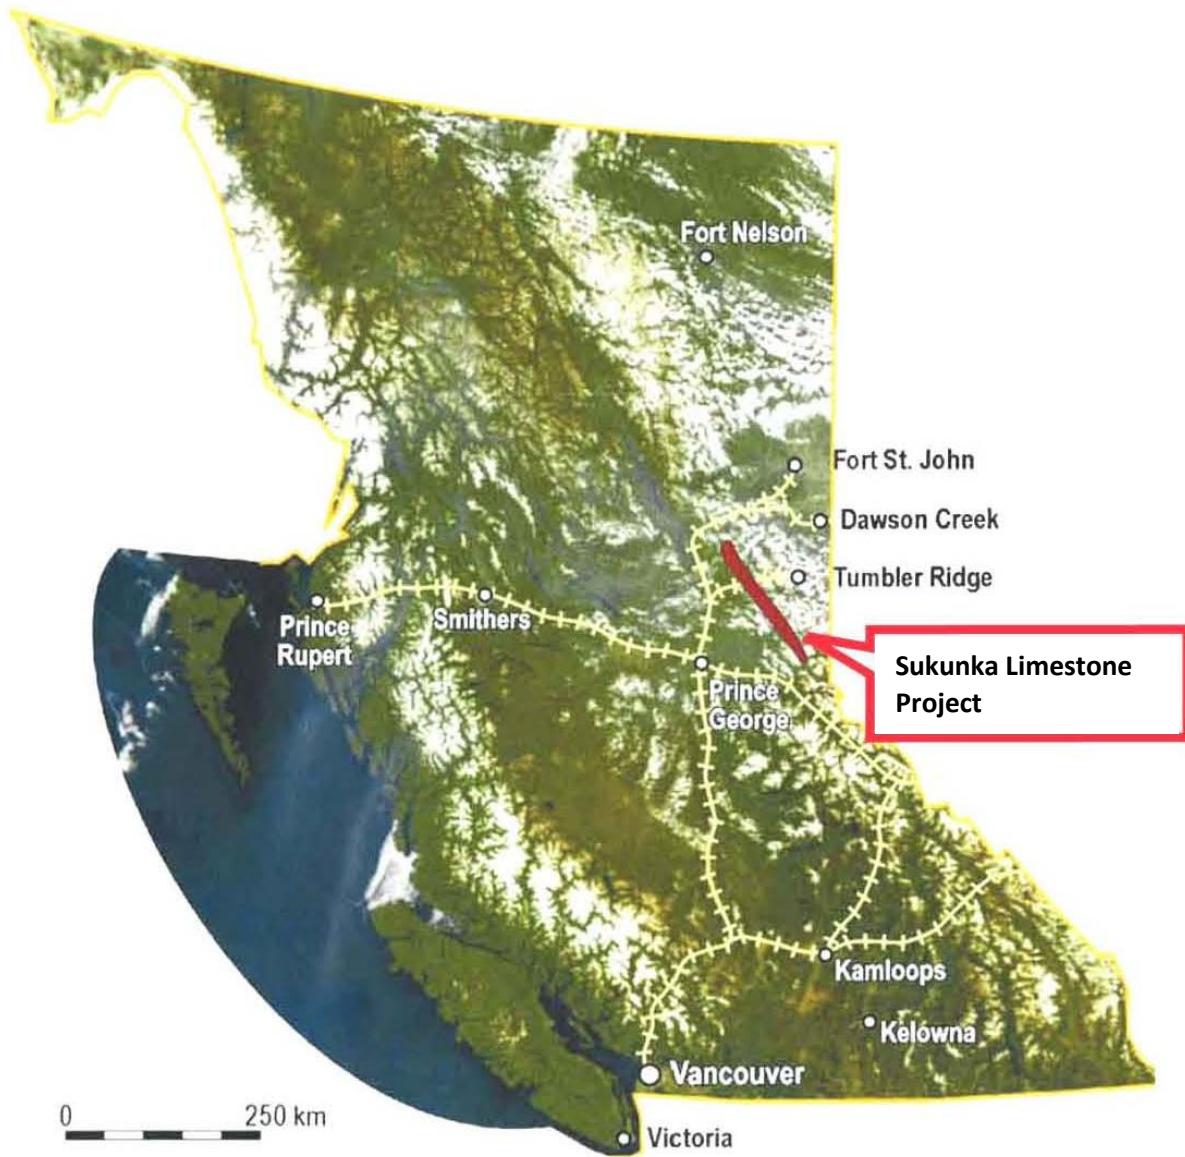 Fort Nelson
Fort St. John
Dawson Creek
Tumbler Ridge
Prince
Rupert
Smithers
Sukunka Limestone
Project
Prince
George
Kamloops
Kelowna
Vancouver
0 250 km
Victoria